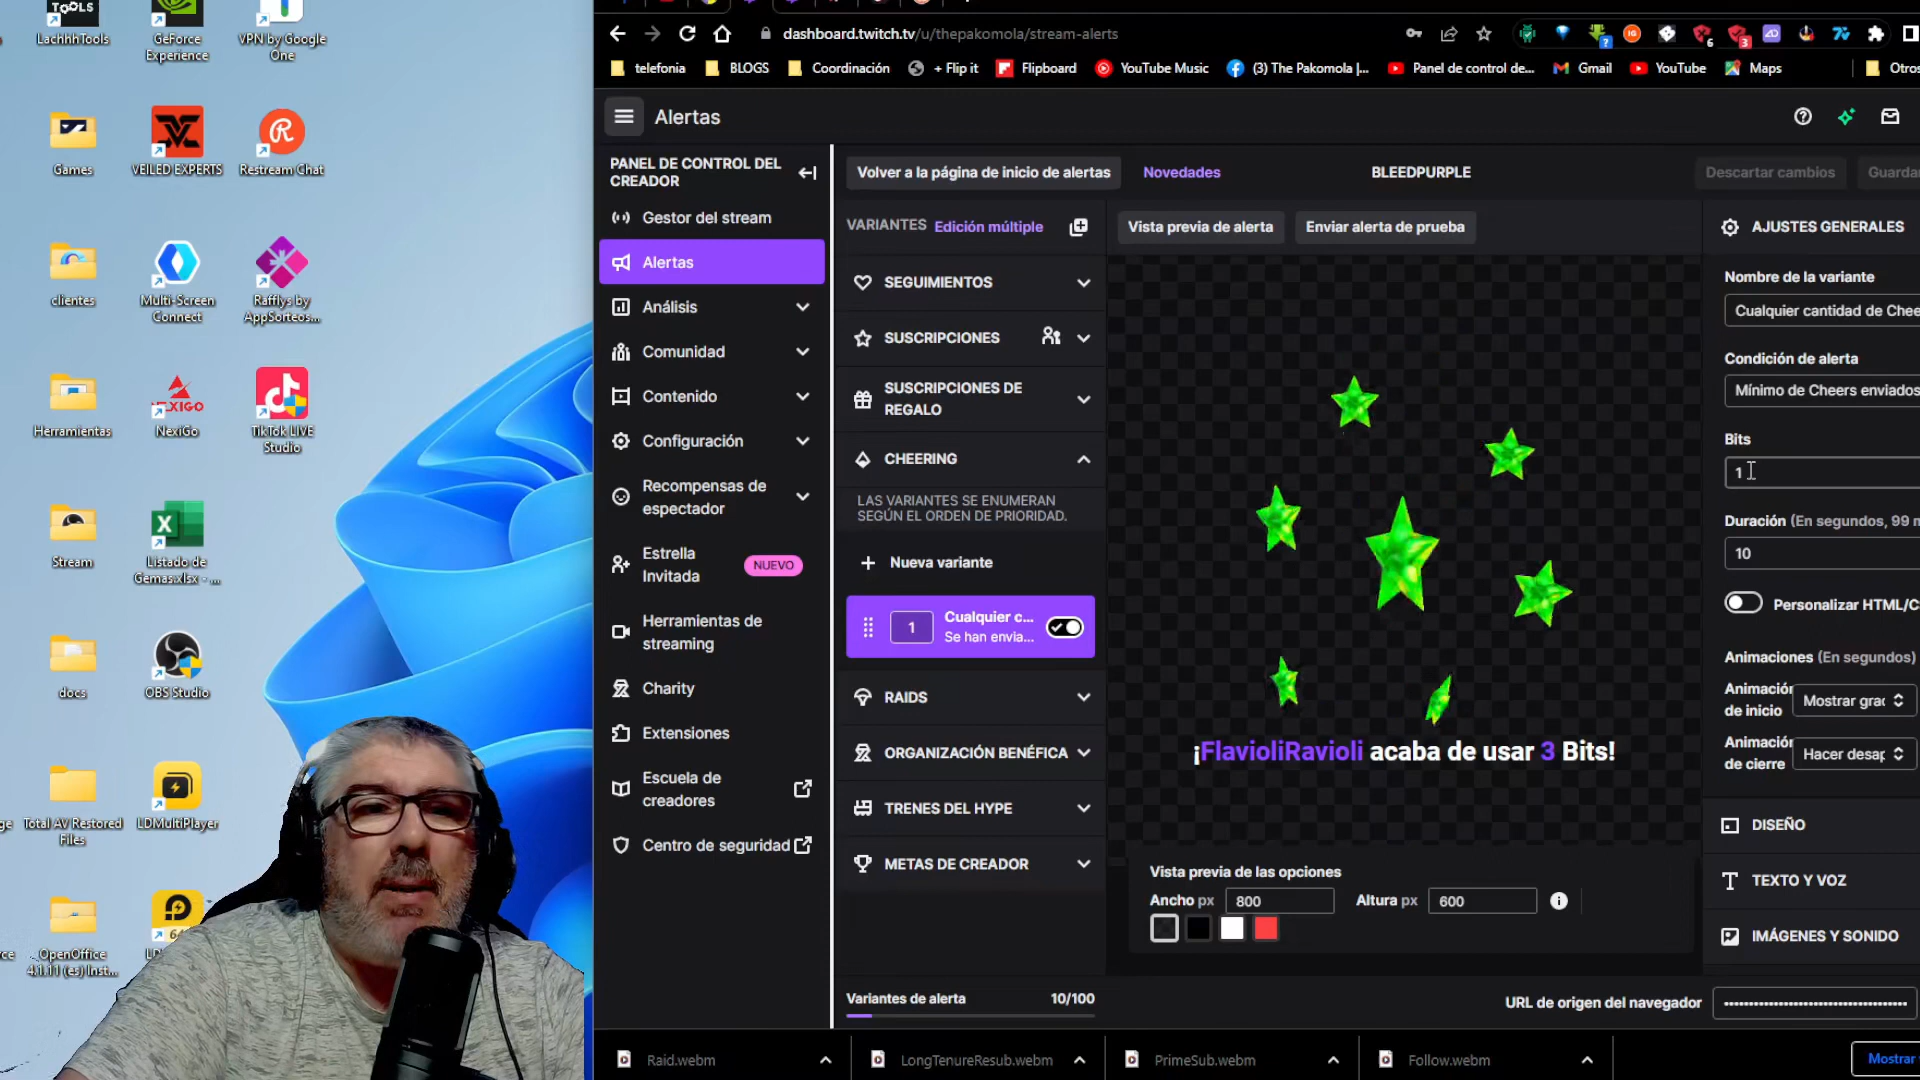 TOOLS
LachhhTools
GeForce
Experience
VPN by Google
One
Games
VEILED EXPERTS
Restream Chat
clientes
Multi-Screen
Connect
Rafflys by
AppSorteos...
Herramientas
NEXIGO
NexiGo
TikTok LIVE
Studio
Stream
Listado de
Gemas.xlsx - ...
docs
OBS Studio
Total AV Restored
Files
LDMultiPlayer
OpenOffice
4.1.11 (es) Inst...
dashboard.twitch.tv/u/thepakomola/stream-alerts
telefonia
BLOGS
Coordinación
+ Flip it
Flipboard
YouTube Music
(3) The Pakomola |...
Panel de control de...
Gmail
YouTube
Maps
Otros
Alertas
PANEL DE CONTROL DEL
CREADOR
Gestor del stream
Alertas
Análisis
Comunidad
Contenido
Configuración
Recompensas de
espectador
Estrella
Invitada
NUEVO
Herramientas de
streaming
Charity
Extensiones
Escuela de
creadores
Centro de seguridad
Volver a la página de inicio de alertas
Novedades
BLEEDPURPLE
Descartar cambios
Guardar
VARIANTES
Edición múltiple
SEGUIMIENTOS
SUSCRIPCIONES
SUSCRIPCIONES DE
REGALO
CHEERING
LAS VARIANTES SE ENUMERAN
SEGÚN EL ORDEN DE PRIORIDAD.
+ Nueva variante
1
Cualquier c...
Se han envia...
RAIDS
ORGANIZACIÓN BENÉFICA
TRENES DEL HYPE
METAS DE CREADOR
Variantes de alerta
10/100
Vista previa de alerta
Enviar alerta de prueba
¡FlavioliRavioli acaba de usar 3 Bits!
Vista previa de las opciones
Ancho px
800
Altura px
600
URL de origen del navegador
AJUSTES GENERALES
Nombre de la variante
Cualquier cantidad de Chee
Condición de alerta
Mínimo de Cheers enviados
Bits
1
Duración (En segundos, 99 m
10
Personalizar HTML/C
Animaciones (En segundos)
Animación
de inicio
Mostrar grac
Animación
de cierre
Hacer desap
DISEÑO
TEXTO Y VOZ
IMÁGENES Y SONIDO
Raid.webm
LongTenureResub.webm
PrimeSub.webm
Follow.webm
Mostrar